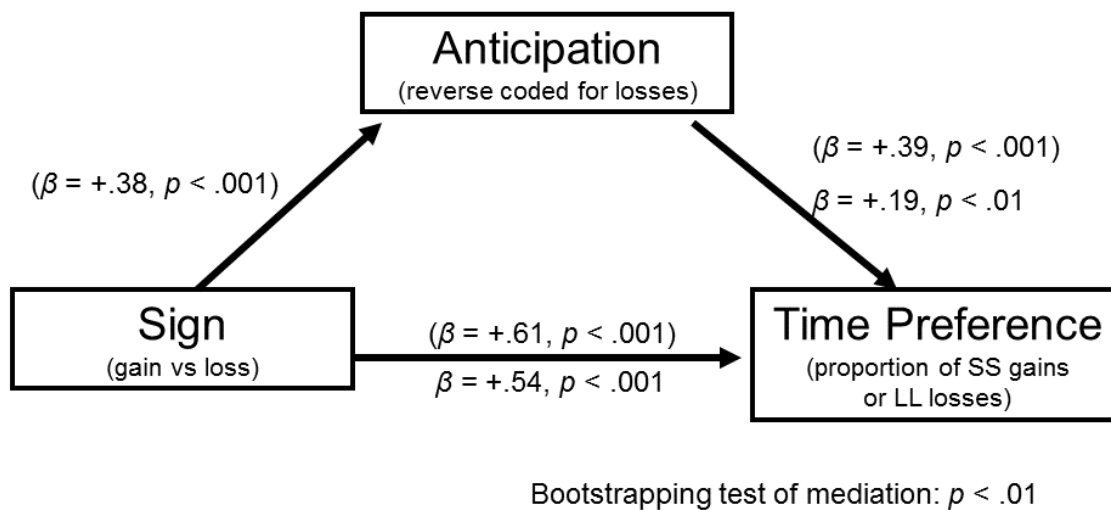 Anticipation
(reverse coded for losses)
(β = +.38, p < .001)
(β = +.39, p < .001)
β = +.19, p < .01
Sign
(gain vs loss)
(β = +.61, p < .001)
β = +.54, p < .001
Time Preference
(proportion of SS gains
or LL losses)
Bootstrapping test of mediation: p < .01